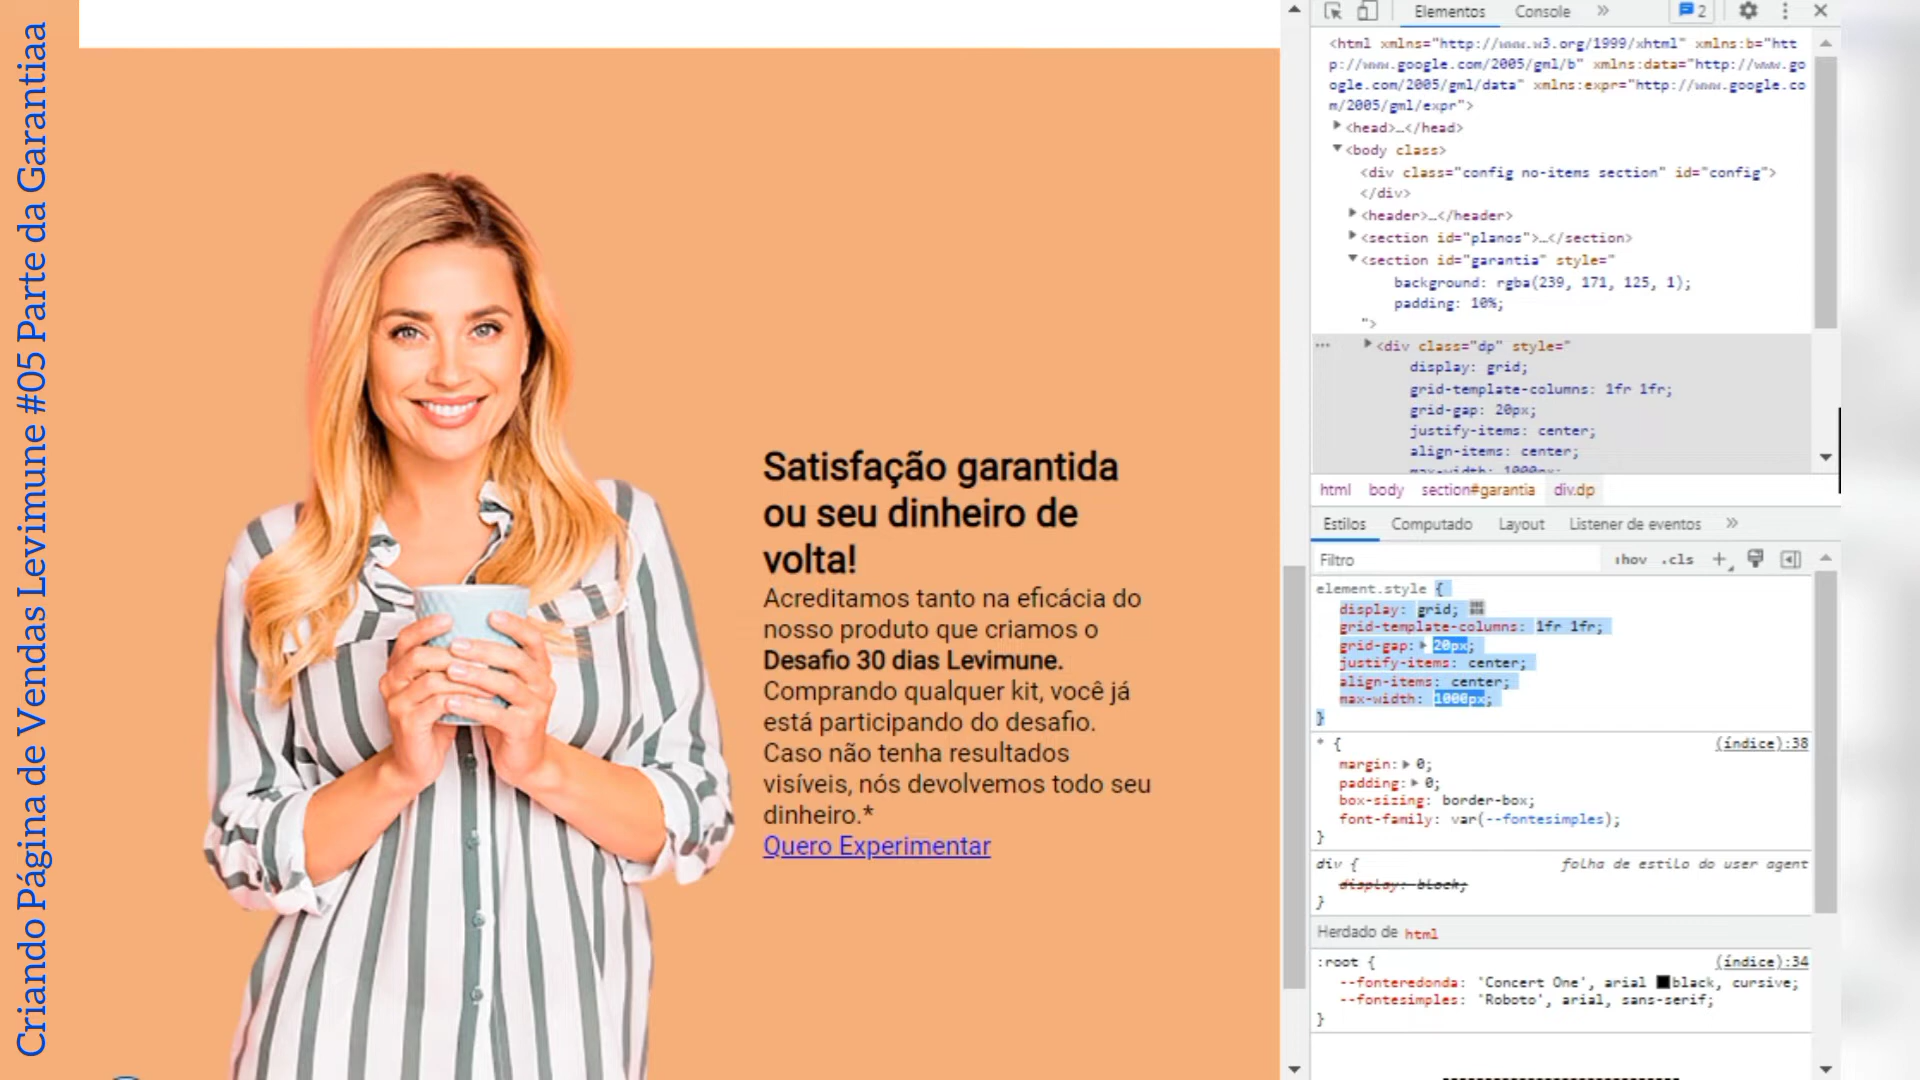 Criando Página de Vendas Levimune #05 Parte da Garantiaa
Satisfação garantida
ou seu dinheiro de
volta!
Acreditamos tanto na eficácia do
nosso produto que criamos o
Desafio 30 dias Levimune.
Comprando qualquer kit, você já
está participando do desafio.
Caso não tenha resultados
visíveis, nós devolvemos todo seu
dinheiro.*
Quero Experimentar
Elementos Console » 2
<html xmlns="http://www.w3.org/1999/xhtml" xmlns:b="htt
p://www.google.com/2005/gml/b" xmlns:data="http://www.go
ogle.com/2005/gml/data" xmlns:expr="http://www.google.co
m/2005/gml/expr">
<head>…</head>
<body class>
<div class="config no-items section" id="config">
</div>
<header>…</header>
<section id="planos">…</section>
<section id="garantia" style="
background: rgba(239, 171, 125, 1);
padding: 10%;
">
<div class="dp" style="
display: grid;
grid-template-columns: 1fr 1fr;
grid-gap: 20px;
justify-items: center;
align-items: center;
max-width: 1000px;
html body section#garantia div.dp
Estilos Computado Layout Listener de eventos »
Filtro :hov .cls +
element.style {
display: grid;
grid-template-columns: 1fr 1fr;
grid-gap: 20px;
justify-items: center;
align-items: center;
max-width: 1000px;
}
* { (índice):38
margin: 0;
padding: 0;
box-sizing: border-box;
font-family: var(--fontesimples);
}
div { folha de estilo do user agent
display: block;
}
Herdado de html
:root { (índice):34
--fonteredonda: 'Concert One', arial black, cursive;
--fontesimples: 'Roboto', arial, sans-serif;
}